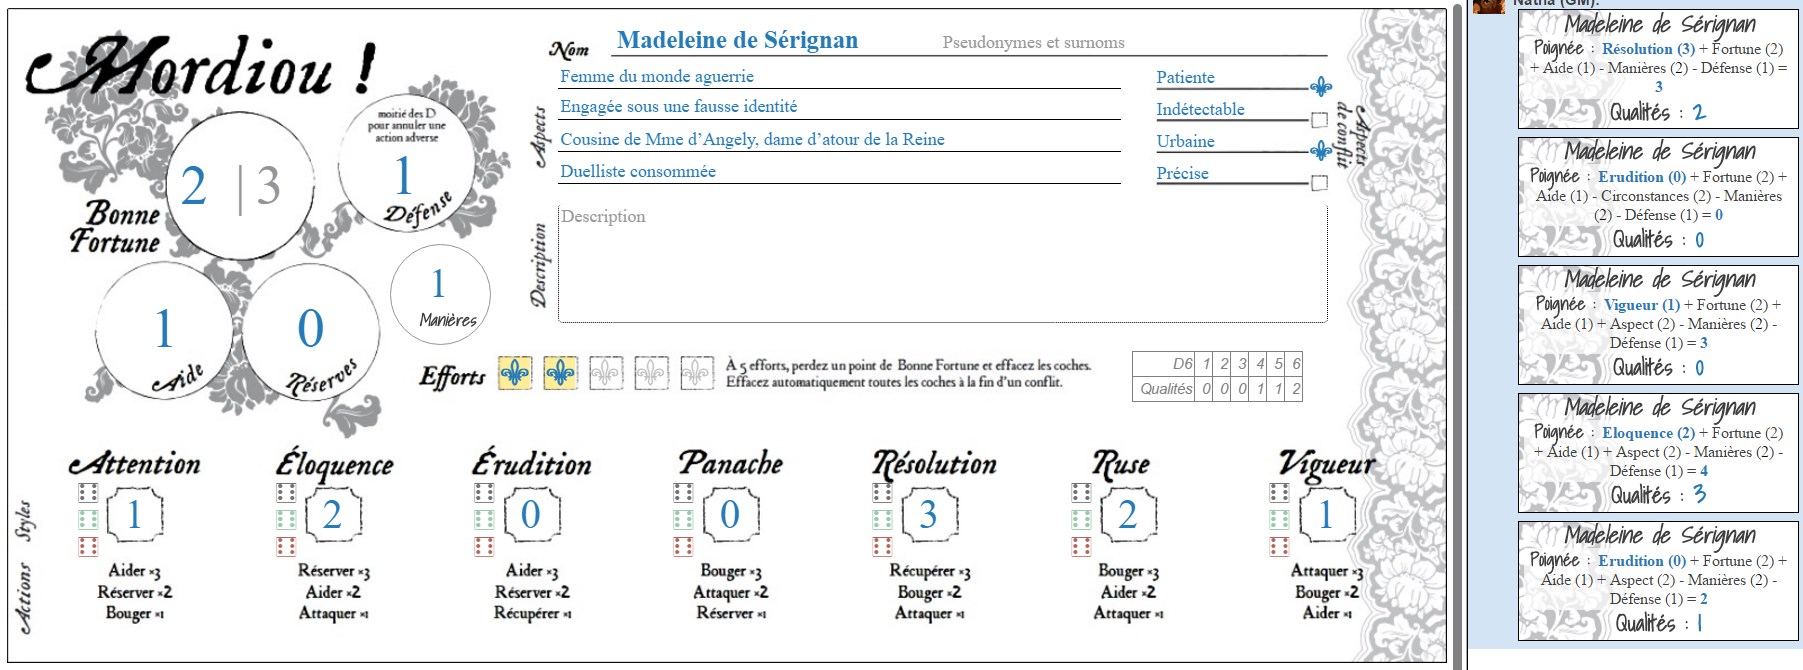 Mordiou !
Nom
Madeleine de Sérignan
Pseudonymes et surnoms
Aspects
Femme du monde aguerrie
Engagée sous une fausse identité
Cousine de Mme d’Angely, dame d’atour de la Reine
Duelliste consommée
Patiente
Indétectable
Urbaine
Précise
Aspects
de conflit
moitié des D
pour annuler une
action adverse
1
Défense
2 | 3
Bonne
Fortune
1
Aide
0
Réserves
1
Manières
Description
Description
Efforts
À 5 efforts, perdez un point de Bonne Fortune et effacez les coches.
Effacez automatiquement toutes les coches à la fin d’un conflit.
D6 1 2 3 4 5 6
Qualités 0 0 0 1 1 2
Styles
Attention
1
Éloquence
2
Érudition
0
Panache
0
Résolution
3
Ruse
2
Vigueur
1
Actions
Aider ×3
Réserver ×2
Bouger ×1
Réserver ×3
Aider ×2
Attaquer ×1
Aider ×3
Réserver ×2
Récupérer ×1
Bouger ×3
Attaquer ×2
Réserver ×1
Récupérer ×3
Bouger ×2
Attaquer ×1
Bouger ×3
Aider ×2
Attaquer ×1
Attaquer ×3
Bouger ×2
Aider ×1
Natha (GM):
Madeleine de Sérignan
Poignée : Résolution (3) + Fortune (2)
+ Aide (1) - Manières (2) - Défense (1) =
3
Qualités : 2
Madeleine de Sérignan
Poignée : Erudition (0) + Fortune (2) +
Aide (1) - Circonstances (2) - Manières
(2) - Défense (1) = 0
Qualités : 0
Madeleine de Sérignan
Poignée : Vigueur (1) + Fortune (2) +
Aide (1) + Aspect (2) - Manières (2) -
Défense (1) = 3
Qualités : 0
Madeleine de Sérignan
Poignée : Eloquence (2) + Fortune (2)
+ Aide (1) + Aspect (2) - Manières (2) -
Défense (1) = 4
Qualités : 3
Madeleine de Sérignan
Poignée : Erudition (0) + Fortune (2) +
Aide (1) + Aspect (2) - Manières (2) -
Défense (1) = 2
Qualités : 1